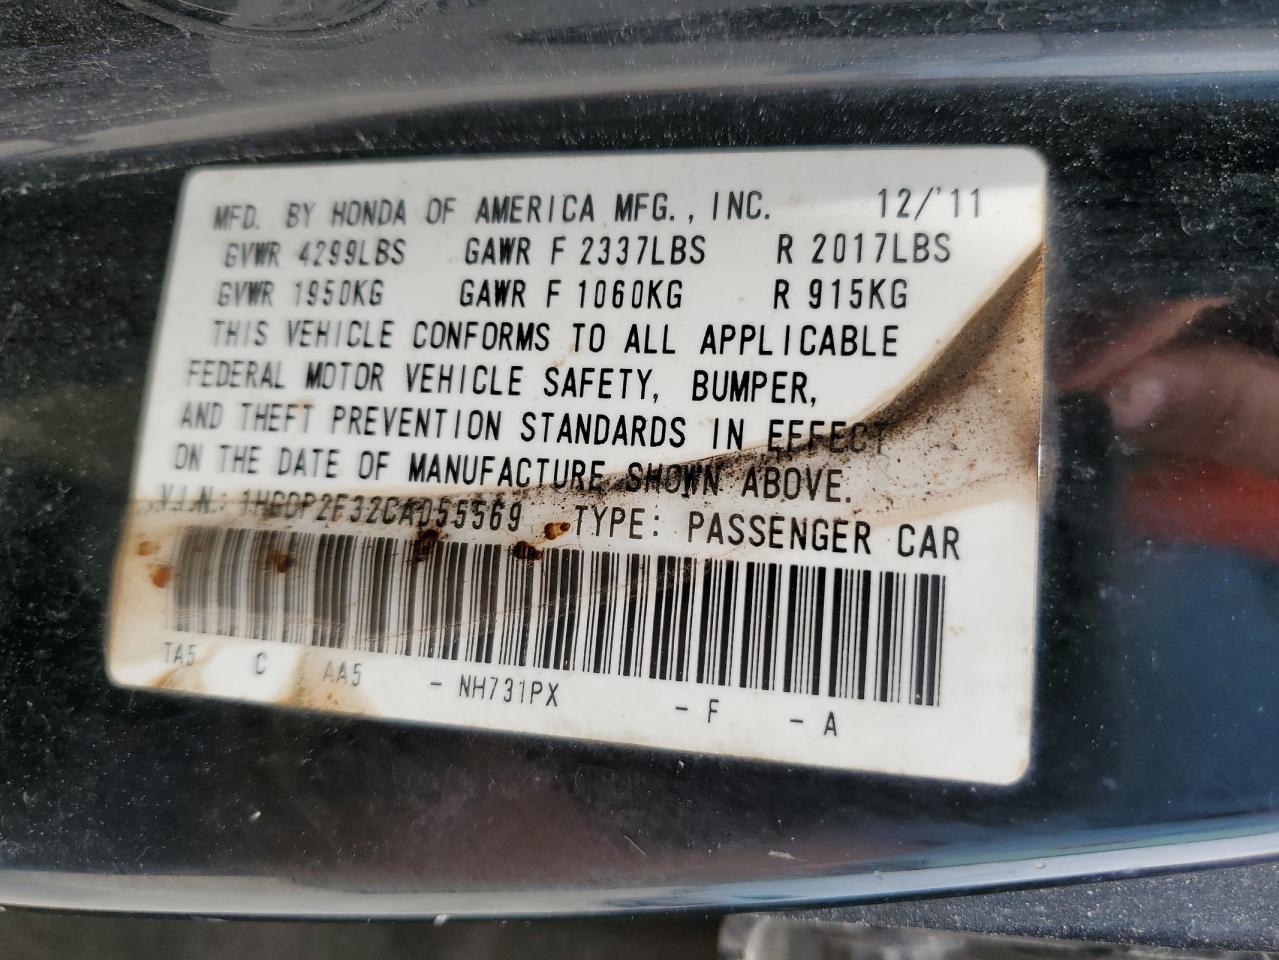 MFD. BY HONDA OF AMERICA MFG., INC. 12/'11
GVWR 4299LBS GAWR F 2337LBS R 2017LBS
GVWR 1950KG GAWR F 1060KG R 915KG
THIS VEHICLE CONFORMS TO ALL APPLICABLE
FEDERAL MOTOR VEHICLE SAFETY, BUMPER,
AND THEFT PREVENTION STANDARDS IN EFFECT
ON THE DATE OF MANUFACTURE SHOWN ABOVE.
V.I.N.: 1HGCP2F32CA055569 TYPE: PASSENGER CAR
TA5 C AA5 - NH731PX - F - A